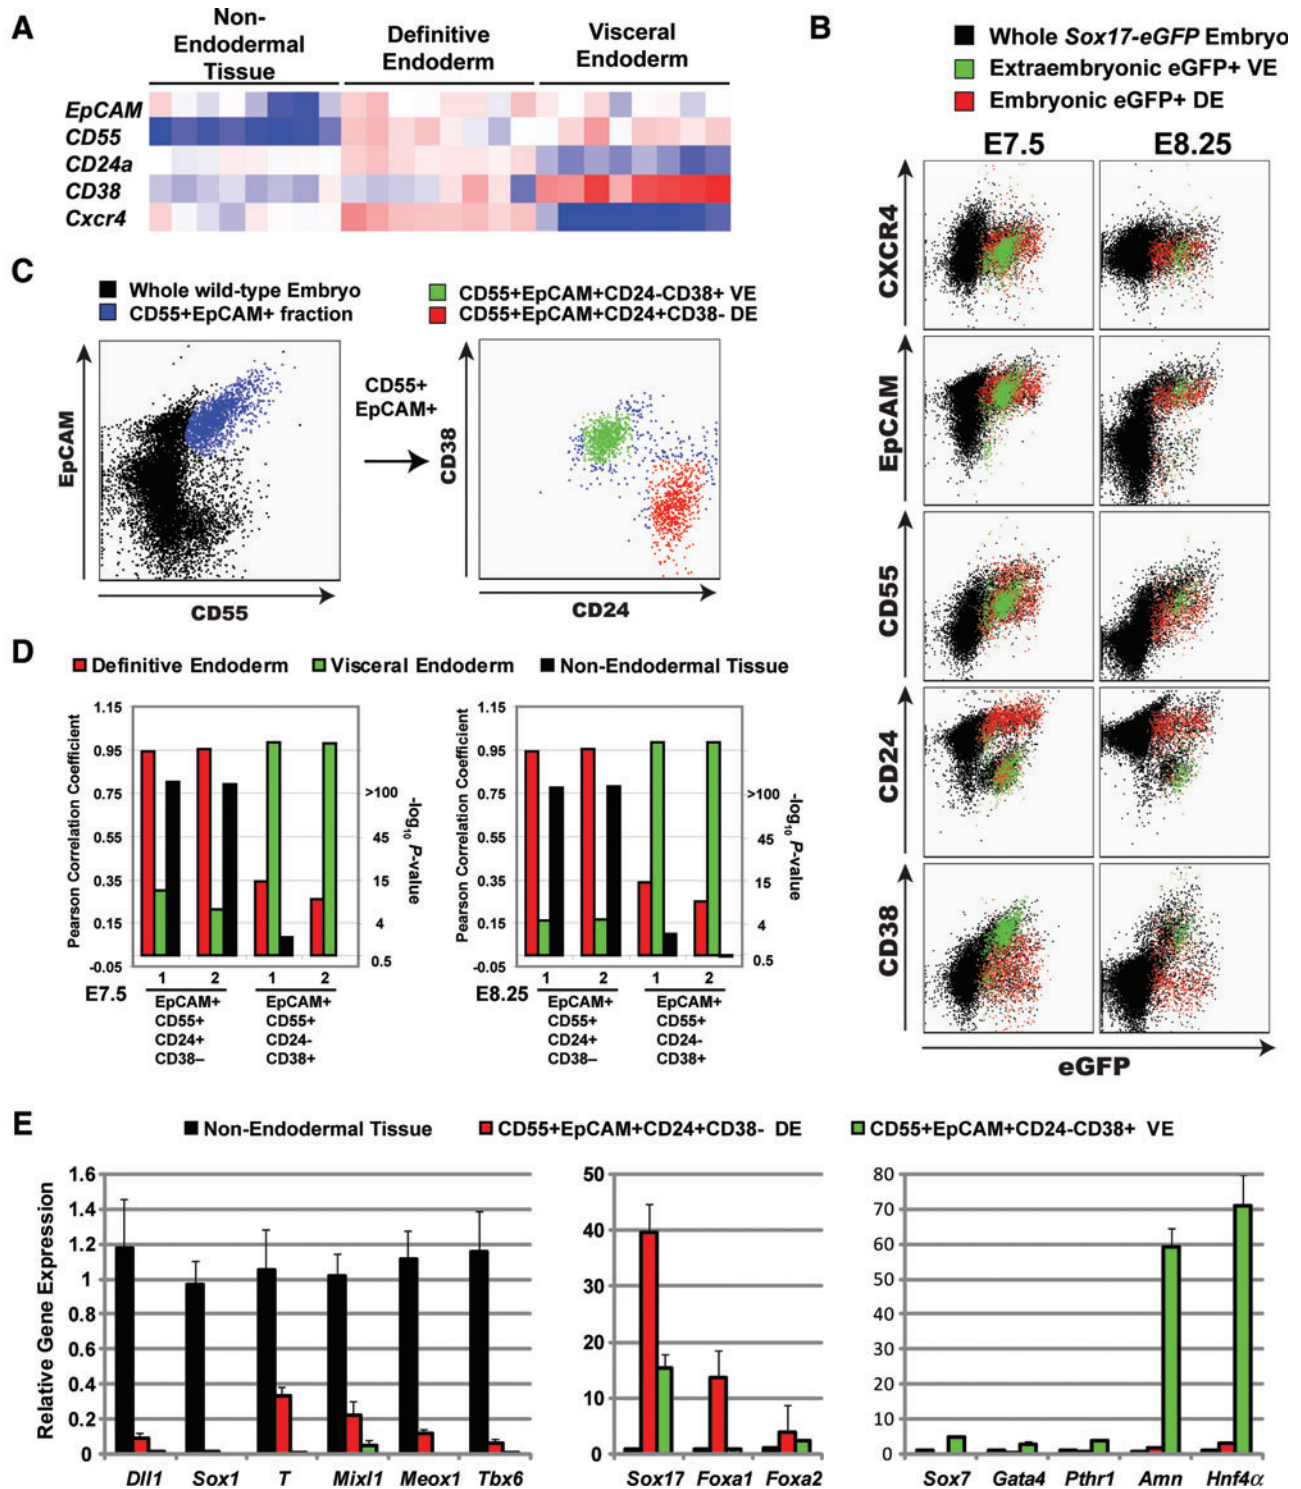 A
Non-
Endodermal
Tissue
Definitive
Endoderm
Visceral
Endoderm
EpCAM
CD55
CD24a
CD38
Cxcr4
B
Whole Sox17-eGFP Embryo
Extraembryonic eGFP+ VE
Embryonic eGFP+ DE
E7.5
E8.25
CXCR4
EpCAM
CD55
CD24
CD38
eGFP
C
Whole wild-type Embryo
CD55+EpCAM+ fraction
CD55+EpCAM+CD24-CD38+ VE
CD55+EpCAM+CD24+CD38- DE
EpCAM
CD55
CD55+
EpCAM+
CD38
CD24
D
Definitive Endoderm
Visceral Endoderm
Non-Endodermal Tissue
Pearson Correlation Coefficient
1.15
0.95
0.75
0.55
0.35
0.15
-0.05
>100
45
15
4
0.5
-log10 P-value
1 2 1 2
E7.5
EpCAM+
CD55+
CD24+
CD38–
EpCAM+
CD55+
CD24-
CD38+
Pearson Correlation Coefficient
1.15
0.95
0.75
0.55
0.35
0.15
-0.05
>100
45
15
4
0.5
-log10 P-value
1 2 1 2
E8.25
EpCAM+
CD55+
CD24+
CD38–
EpCAM+
CD55+
CD24-
CD38+
E
Non-Endodermal Tissue
CD55+EpCAM+CD24+CD38- DE
CD55+EpCAM+CD24-CD38+ VE
Relative Gene Expression
1.6
1.4
1.2
1
0.8
0.6
0.4
0.2
0
Dll1 Sox1 T Mixl1 Meox1 Tbx6
50
40
30
20
10
0
Sox17 Foxa1 Foxa2
80
70
60
50
40
30
20
10
0
Sox7 Gata4 Pthr1 Amn Hnf4α